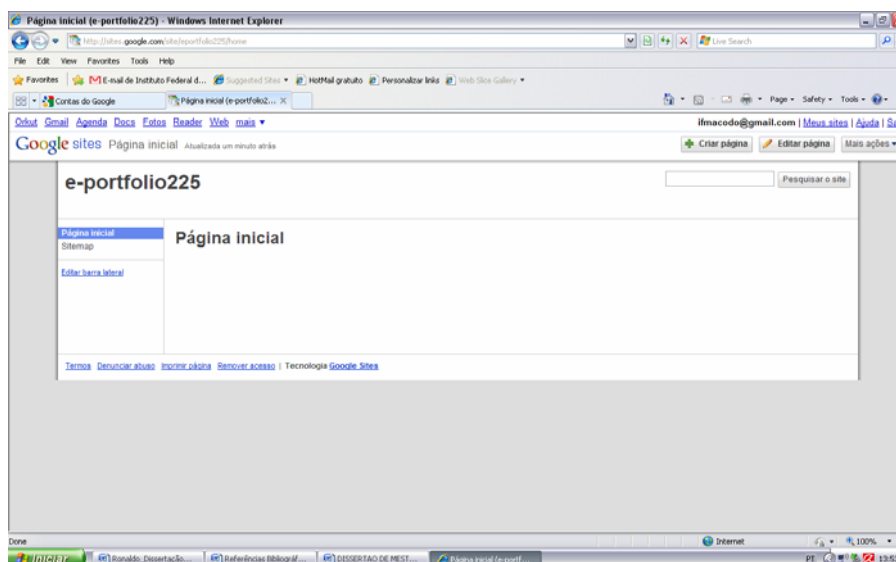 Página inicial (e-portfolio225) - Windows Internet Explorer
http://sites.google.com/site/eportfolio225/home
Live Search
File Edit View Favorites Tools Help
Favorites E-mail de Instituto Federal d... Suggested Sites HotMail gratuito Personalizar links Web Slice Gallery
Contas do Google Página inicial (e-portfolio2... X Page Safety Tools
Orkut Gmail Agenda Docs Fotos Reader Web mais ifmacodo@gmail.com | Meus sites | Ajuda |
Google sites Página inicial Atualizada um minuto atrás Criar página Editar página Mais ações
e-portfolio225 Pesquisar o site
Página inicial
Sitemap
Página inicial
Editar barra lateral
Termos Denunciar abuso Imprimir página Remover acesso | Tecnologia Google Sites
Done Internet 100%
Iniciar Ronaldo_Dissertação... Referências Bibliográf... DISSERTAO DE MEST... Página inicial (e-portf... PT